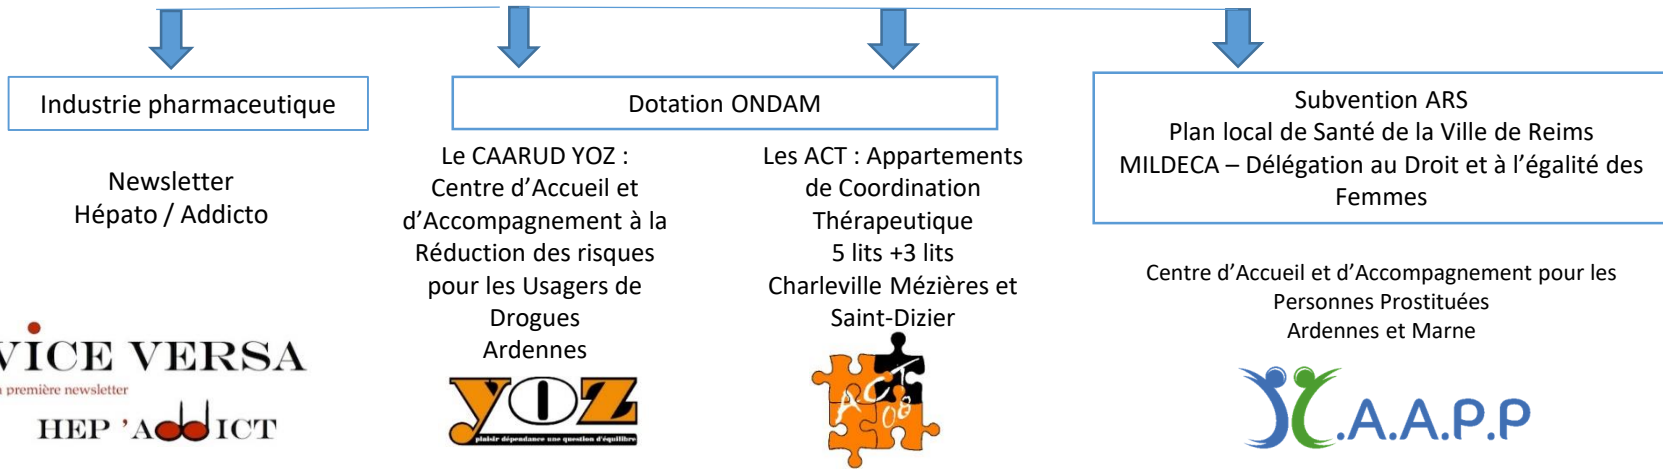 Industrie pharmaceutique
Newsletter
Hépato / Addicto
VICE VERSA
première newsletter
HEP 'ADDICT
Dotation ONDAM
Le CAARUD YOZ :
Centre d'Accueil et
d'Accompagnement à la
Réduction des risques
pour les Usagers de
Drogues
Ardennes
YOZ
plaisir dépendance une question d'équilibre
Les ACT : Appartements
de Coordination
Thérapeutique
5 lits +3 lits
Charleville Mézières et
Saint-Dizier
ACT
08
Subvention ARS
Plan local de Santé de la Ville de Reims
MILDECA – Délégation au Droit et à l'égalité des
Femmes
Centre d'Accueil et d'Accompagnement pour les
Personnes Prostituées
Ardennes et Marne
C.A.A.P.P